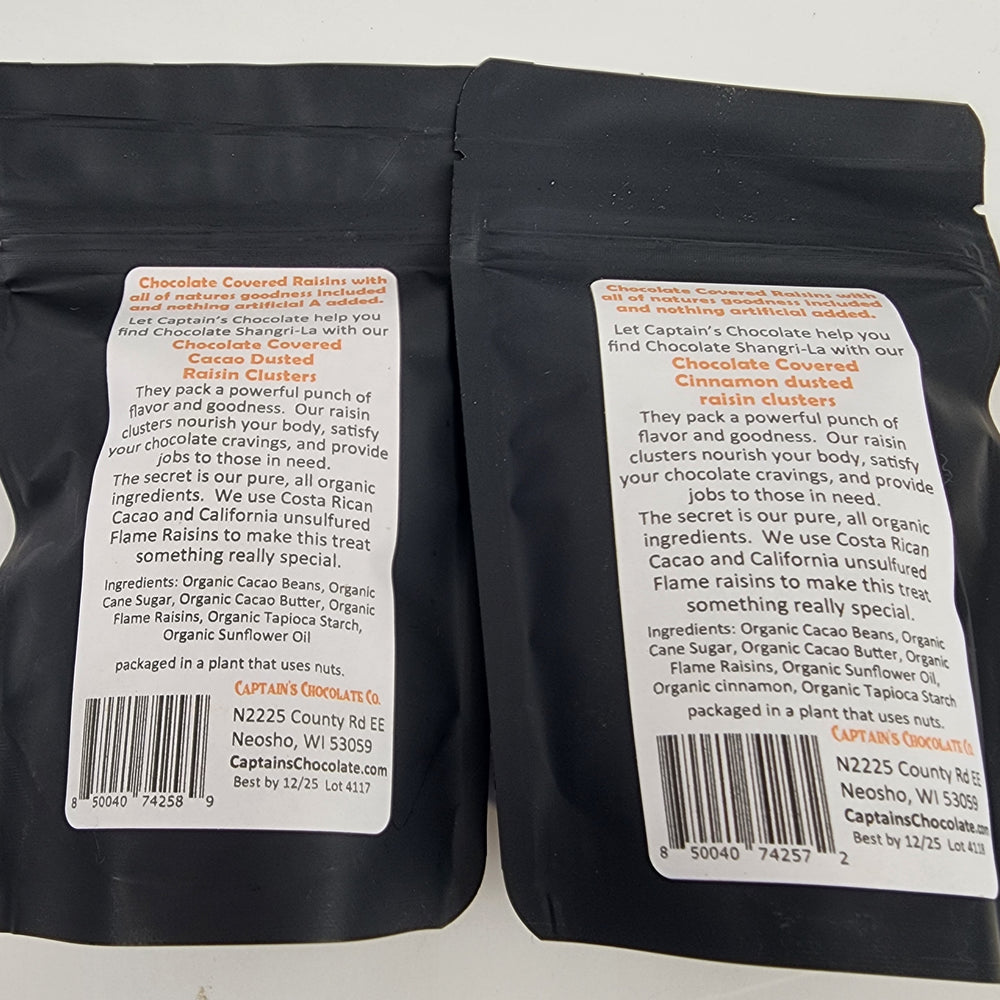 Chocolate Covered Raisins with
all of natures goodness included
and nothing artificial A added.
Let Captain's Chocolate help you
find Chocolate Shangri-La with our
Chocolate Covered
Cacao Dusted
Raisin Clusters
They pack a powerful punch of
flavor and goodness. Our raisin
clusters nourish your body, satisfy
your chocolate cravings, and provide
jobs to those in need.
The secret is our pure, all organic
ingredients. We use Costa Rican
Cacao and California unsulfured
Flame Raisins to make this treat
something really special.
Ingredients: Organic Cacao Beans, Organic
Cane Sugar, Organic Cacao Butter, Organic
Flame Raisins, Organic Tapioca Starch,
Organic Sunflower Oil
packaged in a plant that uses nuts.
CAPTAIN'S CHOCOLATE CO.
N2225 County Rd EE
Neosho, WI 53059
CaptainsChocolate.com
Best by 12/25 Lot 4117
8 50040 74258 9
Chocolate Covered Raisins with
all of natures goodness included
and nothing artificial added.
Let Captain's Chocolate help you
find Chocolate Shangri-La with our
Chocolate Covered
Cinnamon dusted
raisin clusters
They pack a powerful punch of
flavor and goodness. Our raisin
clusters nourish your body, satisfy
your chocolate cravings, and provide
jobs to those in need.
The secret is our pure, all organic
ingredients. We use Costa Rican
Cacao and California unsulfured
Flame raisins to make this treat
something really special.
Ingredients: Organic Cacao Beans, Organic
Cane Sugar, Organic Cacao Butter, Organic
Flame Raisins, Organic Sunflower Oil,
Organic cinnamon, Organic Tapioca Starch
packaged in a plant that uses nuts.
CAPTAIN'S CHOCOLATE CO.
N2225 County Rd EE
Neosho, WI 53059
CaptainsChocolate.com
Best by 12/25 Lot 4118
8 50040 74257 2